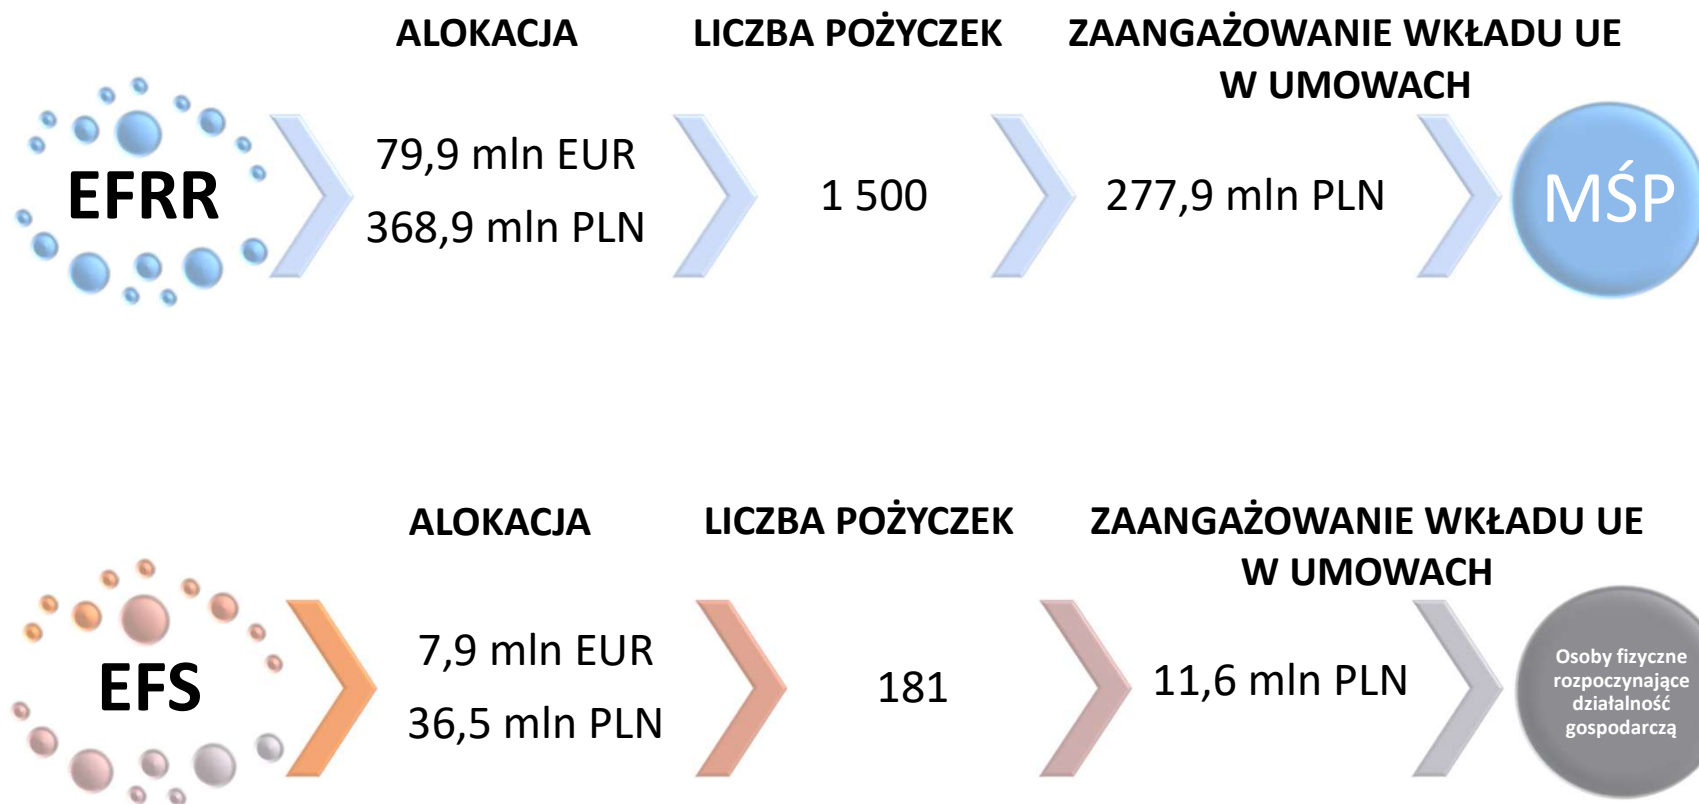 ALOKACJA
LICZBA POŻYCZEK
ZAANGAŻOWANIE WKŁADU UE
W UMOWACH
EFRR
79,9 mln EUR
368,9 mln PLN
1 500
277,9 mln PLN
MŚP
ALOKACJA
LICZBA POŻYCZEK
ZAANGAŻOWANIE WKŁADU UE
W UMOWACH
EFS
7,9 mln EUR
36,5 mln PLN
181
11,6 mln PLN
Osoby fizyczne
rozpoczynające
działalność
gospodarczą